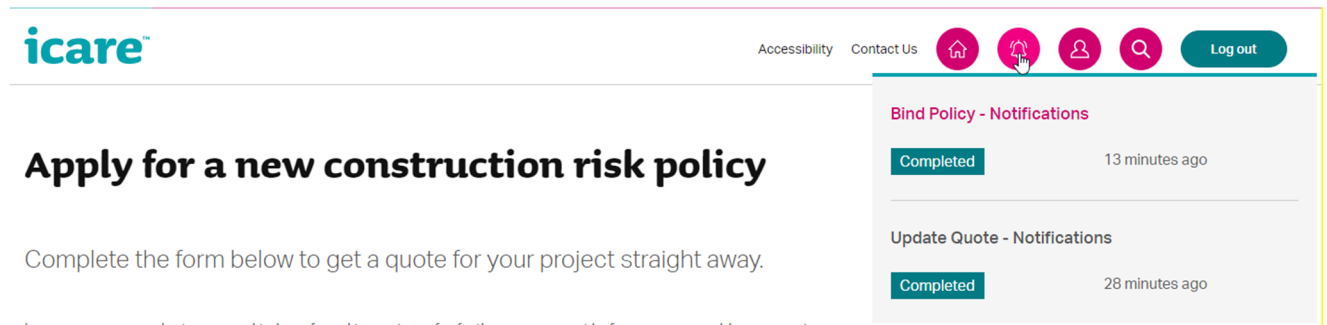 icare™
Accessibility Contact Us Log out
Apply for a new construction risk policy
Complete the form below to get a quote for your project straight away.
Bind Policy - Notifications
Completed 13 minutes ago
Update Quote - Notifications
Completed 28 minutes ago